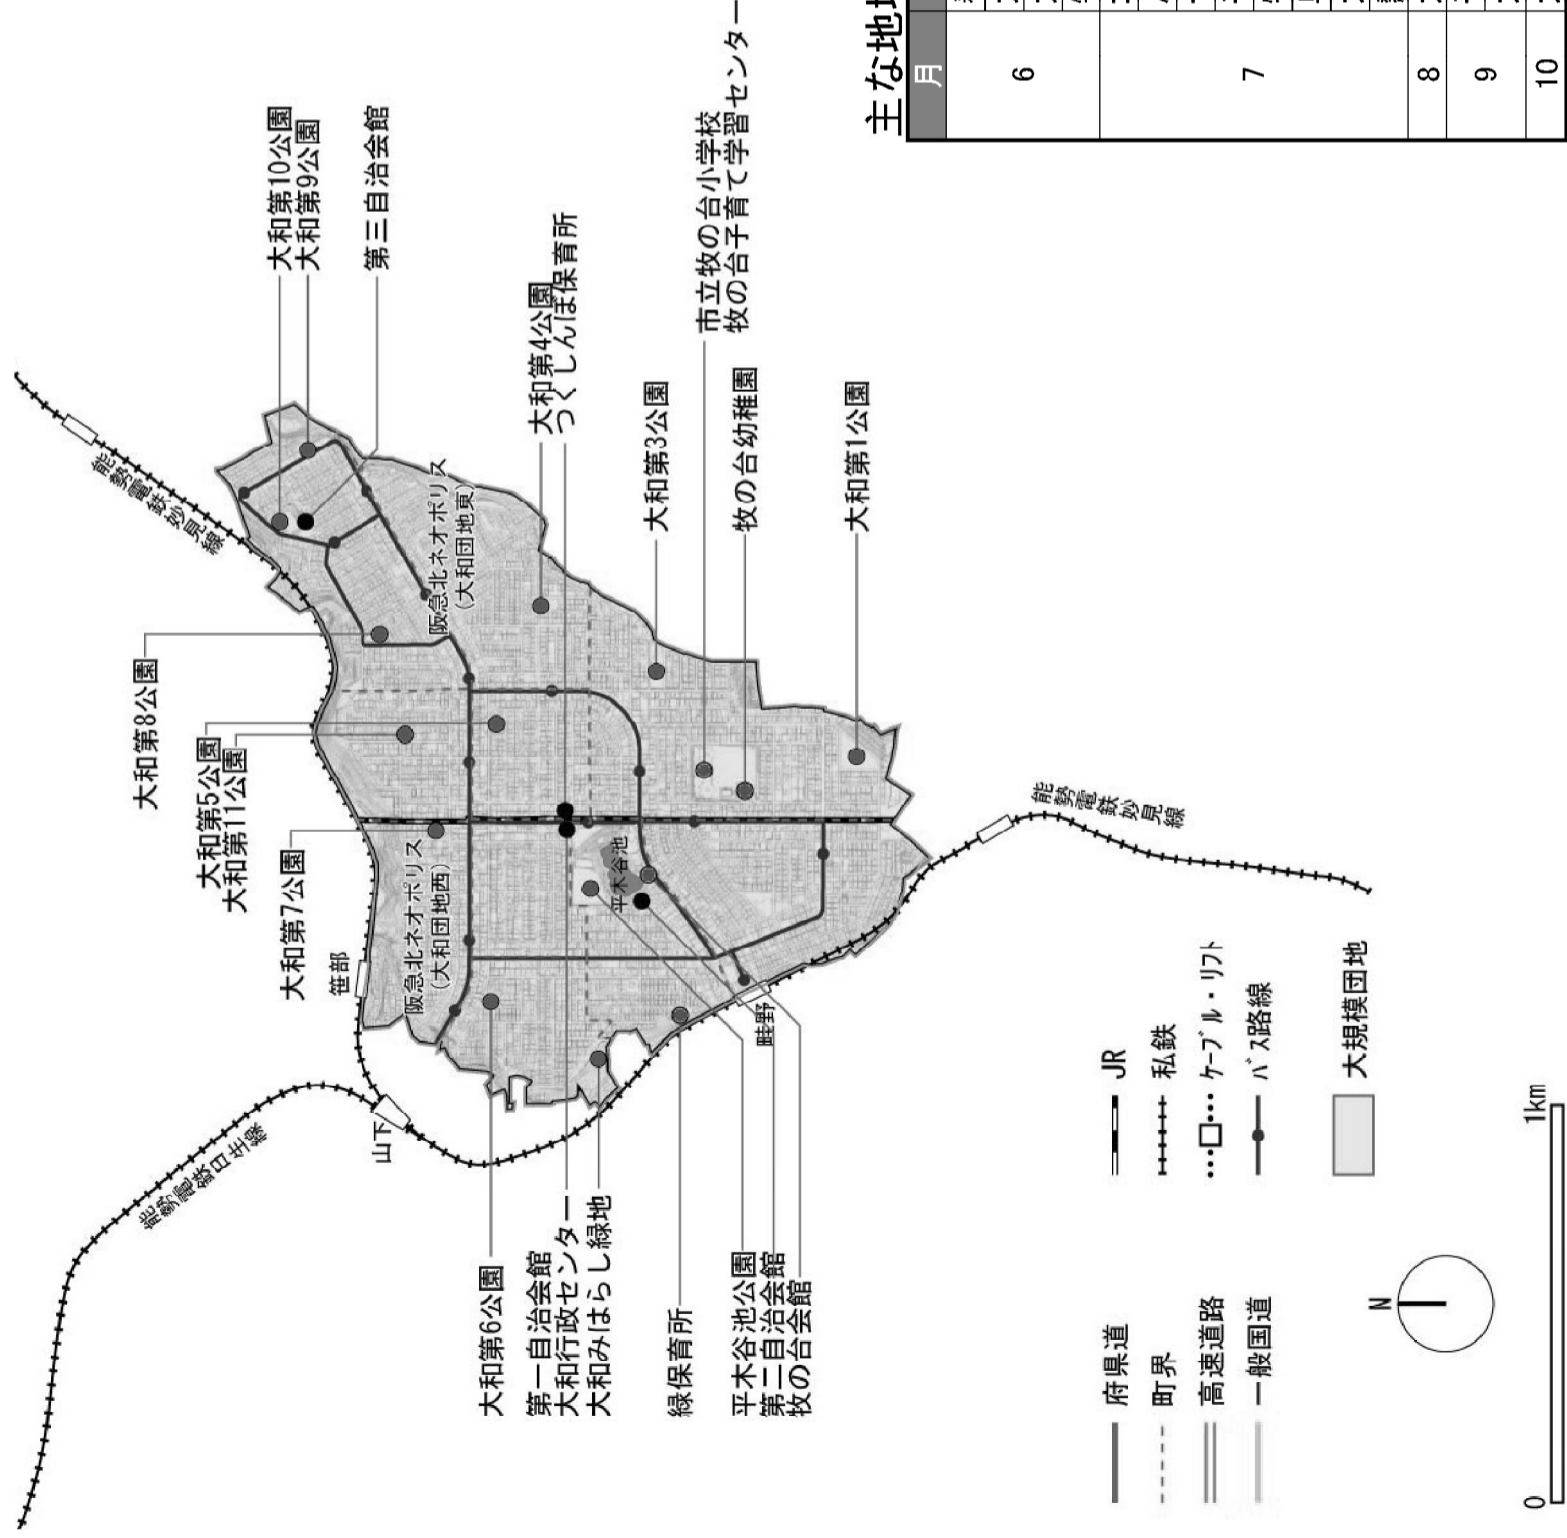 大和第10公園
大和第9公園
第三自治会館
大和第4公園
つくしんぼ保育所
市立牧の台小学校
牧の台子育て学習センター
大和第3公園
牧の台幼稚園
大和第1公園
能勢電鉄妙見線
阪急北ネオポリス
(大和団地東)
大和第8公園
大和第5公園
大和第11公園
大和第7公園
阪急北ネオポリス
(大和団地西)
平木谷池
能勢電鉄妙見線
笹部
畦野
山下
能勢電鉄日生線
大和第6公園
第一自治会館
大和行政センター
大和みはらし緑地
緑保育所
平木谷池公園
第二自治会館
牧の台会館
府県道
町界
高速道路
一般国道
JR
私鉄
ケーブル・リフト
バス路線
大規模団地
N
0
1km
主な地
月
6
7
8
9
10